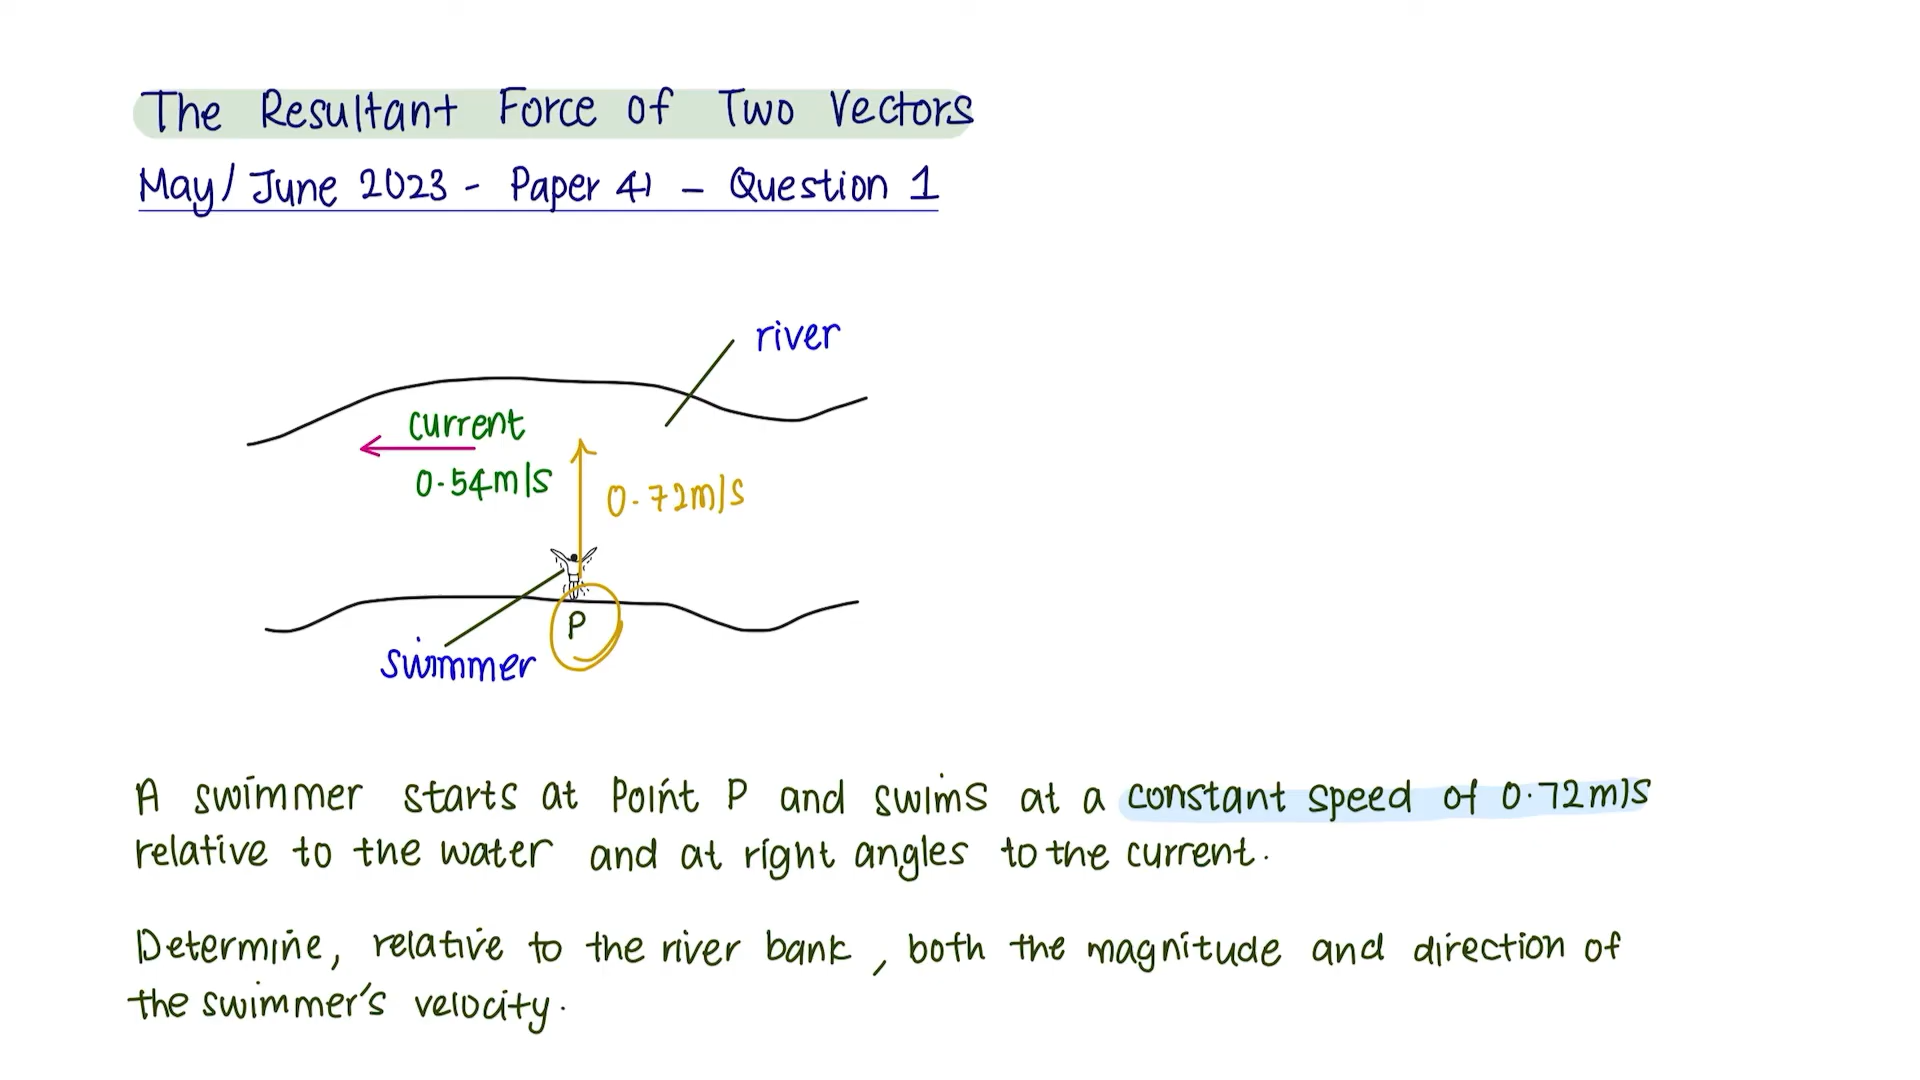 The Resultant Force of Two Vectors
May/June 2023 - Paper 41 - Question 1
river
current
0.54m/s
0.72m/s
P
swimmer
A swimmer starts at Point P and swims at a constant speed of 0.72m/s
relative to the water and at right angles to the current.
Determine, relative to the river bank, both the magnitude and direction of
the swimmer's velocity.